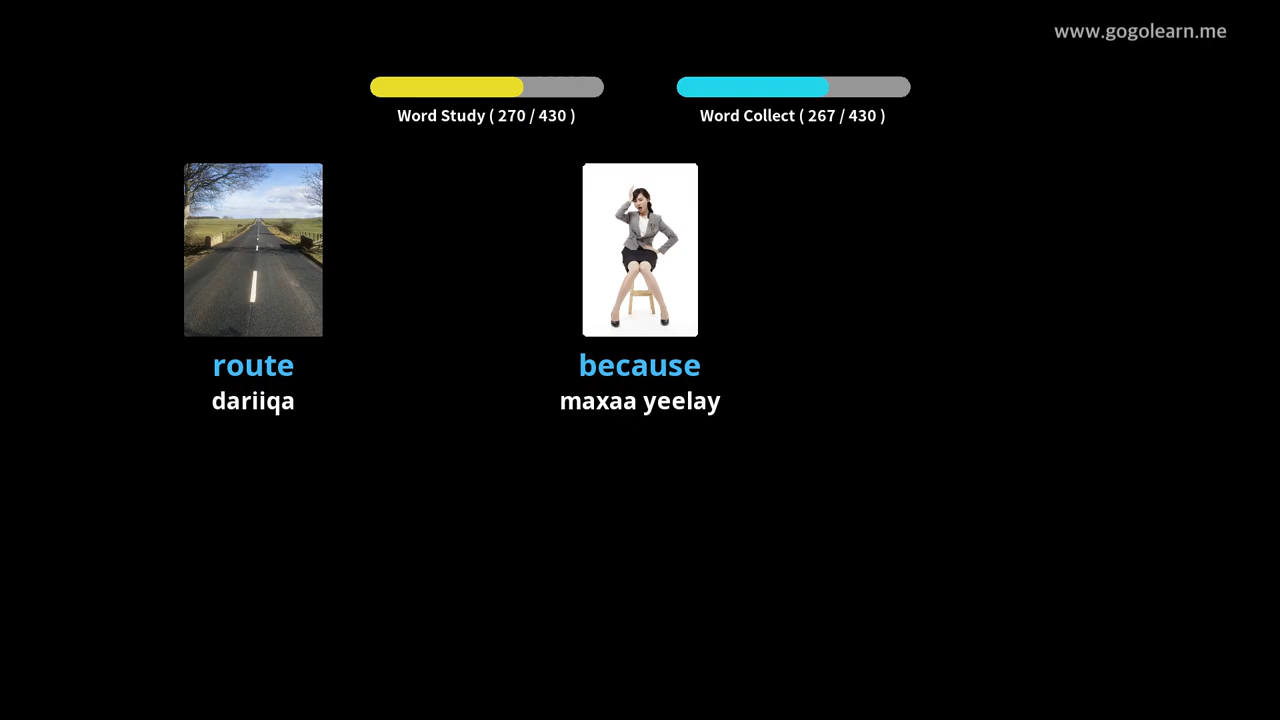 www.gogolearn.me
Word Study ( 270 / 430 )
Word Collect ( 267 / 430 )
route
dariiqa
because
maxaa yeelay